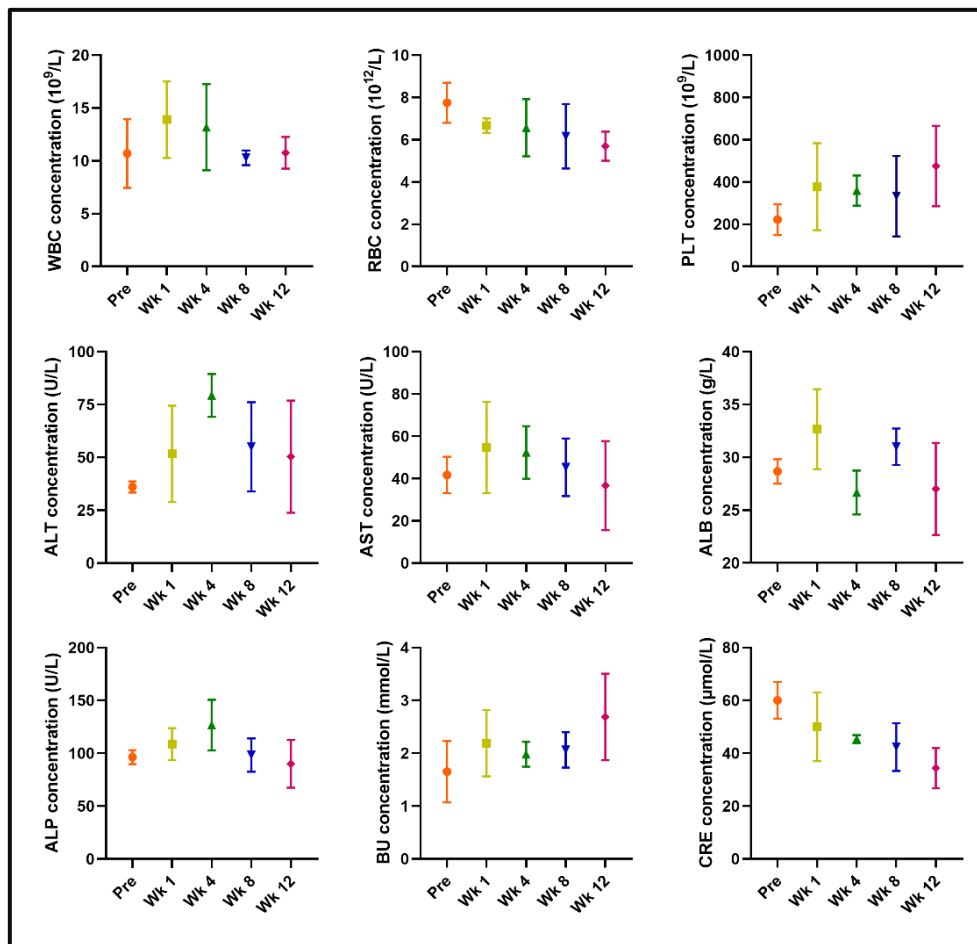 WBC concentration (10⁹/L)
20
15
10
5
0
Pre
Wk 1
Wk 4
Wk 8
Wk 12
RBC concentration (10¹²/L)
10
8
6
4
2
0
Pre
Wk 1
Wk 4
Wk 8
Wk 12
PLT concentration (10⁹/L)
1000
800
600
400
200
0
Pre
Wk 1
Wk 4
Wk 8
Wk 12
ALT concentration (U/L)
100
75
50
25
0
Pre
Wk 1
Wk 4
Wk 8
Wk 12
AST concentration (U/L)
100
80
60
40
20
0
Pre
Wk 1
Wk 4
Wk 8
Wk 12
ALB concentration (g/L)
40
35
30
25
20
Pre
Wk 1
Wk 4
Wk 8
Wk 12
ALP concentration (U/L)
200
150
100
50
0
Pre
Wk 1
Wk 4
Wk 8
Wk 12
BU concentration (mmol/L)
4
3
2
1
0
Pre
Wk 1
Wk 4
Wk 8
Wk 12
CRE concentration (µmol/L)
80
60
40
20
0
Pre
Wk 1
Wk 4
Wk 8
Wk 12